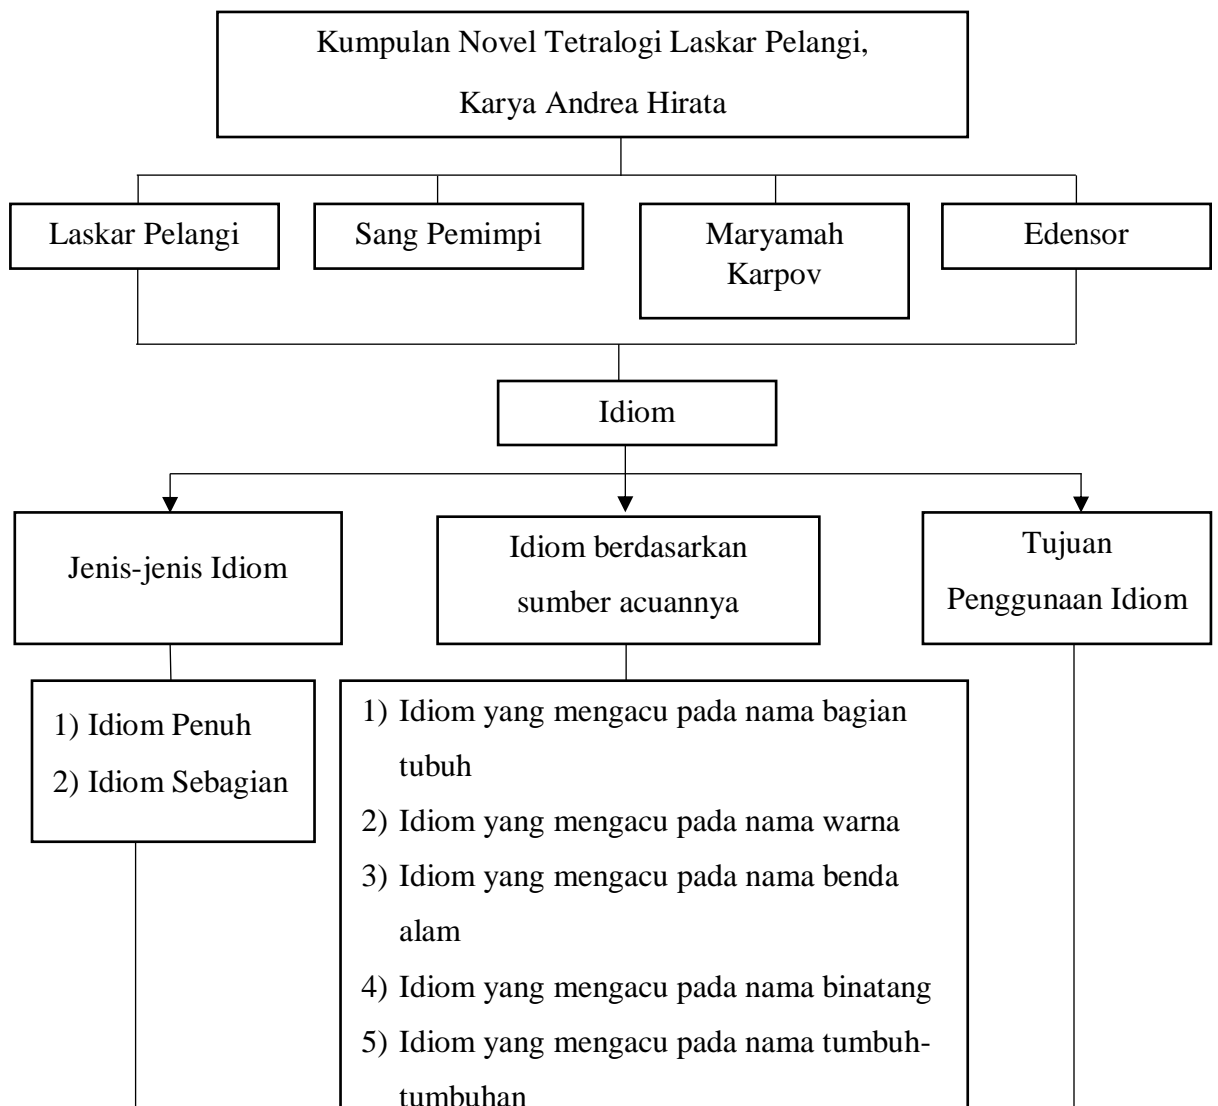 Kumpulan Novel Tetralogi Laskar Pelangi,
Karya Andrea Hirata
Laskar Pelangi
Sang Pemimpi
Maryamah
Karpov
Edensor
Idiom
Jenis-jenis Idiom
Idiom berdasarkan
sumber acuannya
Tujuan
Penggunaan Idiom
1) Idiom Penuh
2) Idiom Sebagian
1) Idiom yang mengacu pada nama bagian
tubuh
2) Idiom yang mengacu pada nama warna
3) Idiom yang mengacu pada nama benda
alam
4) Idiom yang mengacu pada nama binatang
5) Idiom yang mengacu pada nama tumbuh-
tumbuhan